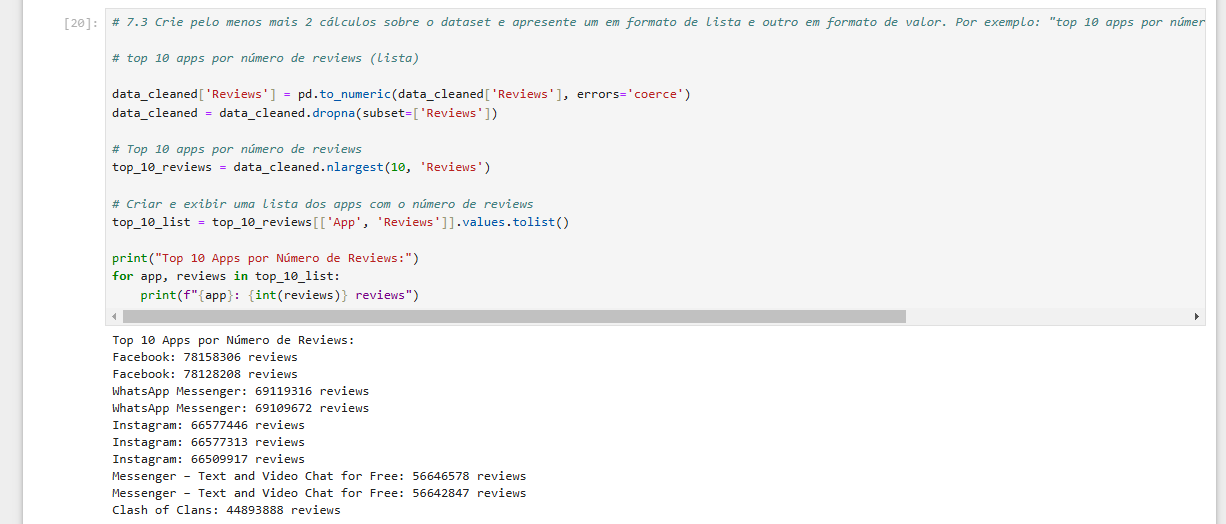 [20]: # 7.3 Crie pelo menos mais 2 cálculos sobre o dataset e apresente um em formato de lista e outro em formato de valor. Por exemplo: "top 10 apps por númer
# top 10 apps por número de reviews (lista)
data_cleaned['Reviews'] = pd.to_numeric(data_cleaned['Reviews'], errors='coerce')
data_cleaned = data_cleaned.dropna(subset=['Reviews'])
# Top 10 apps por número de reviews
top_10_reviews = data_cleaned.nlargest(10, 'Reviews')
# Criar e exibir uma lista dos apps com o número de reviews
top_10_list = top_10_reviews[['App', 'Reviews']].values.tolist()
print("Top 10 Apps por Número de Reviews:")
for app, reviews in top_10_list:
    print(f"{app}: {int(reviews)} reviews")
Top 10 Apps por Número de Reviews:
Facebook: 78158306 reviews
Facebook: 78128208 reviews
WhatsApp Messenger: 69119316 reviews
WhatsApp Messenger: 69109672 reviews
Instagram: 66577446 reviews
Instagram: 66577313 reviews
Instagram: 66509917 reviews
Messenger – Text and Video Chat for Free: 56646578 reviews
Messenger – Text and Video Chat for Free: 56642847 reviews
Clash of Clans: 44893888 reviews